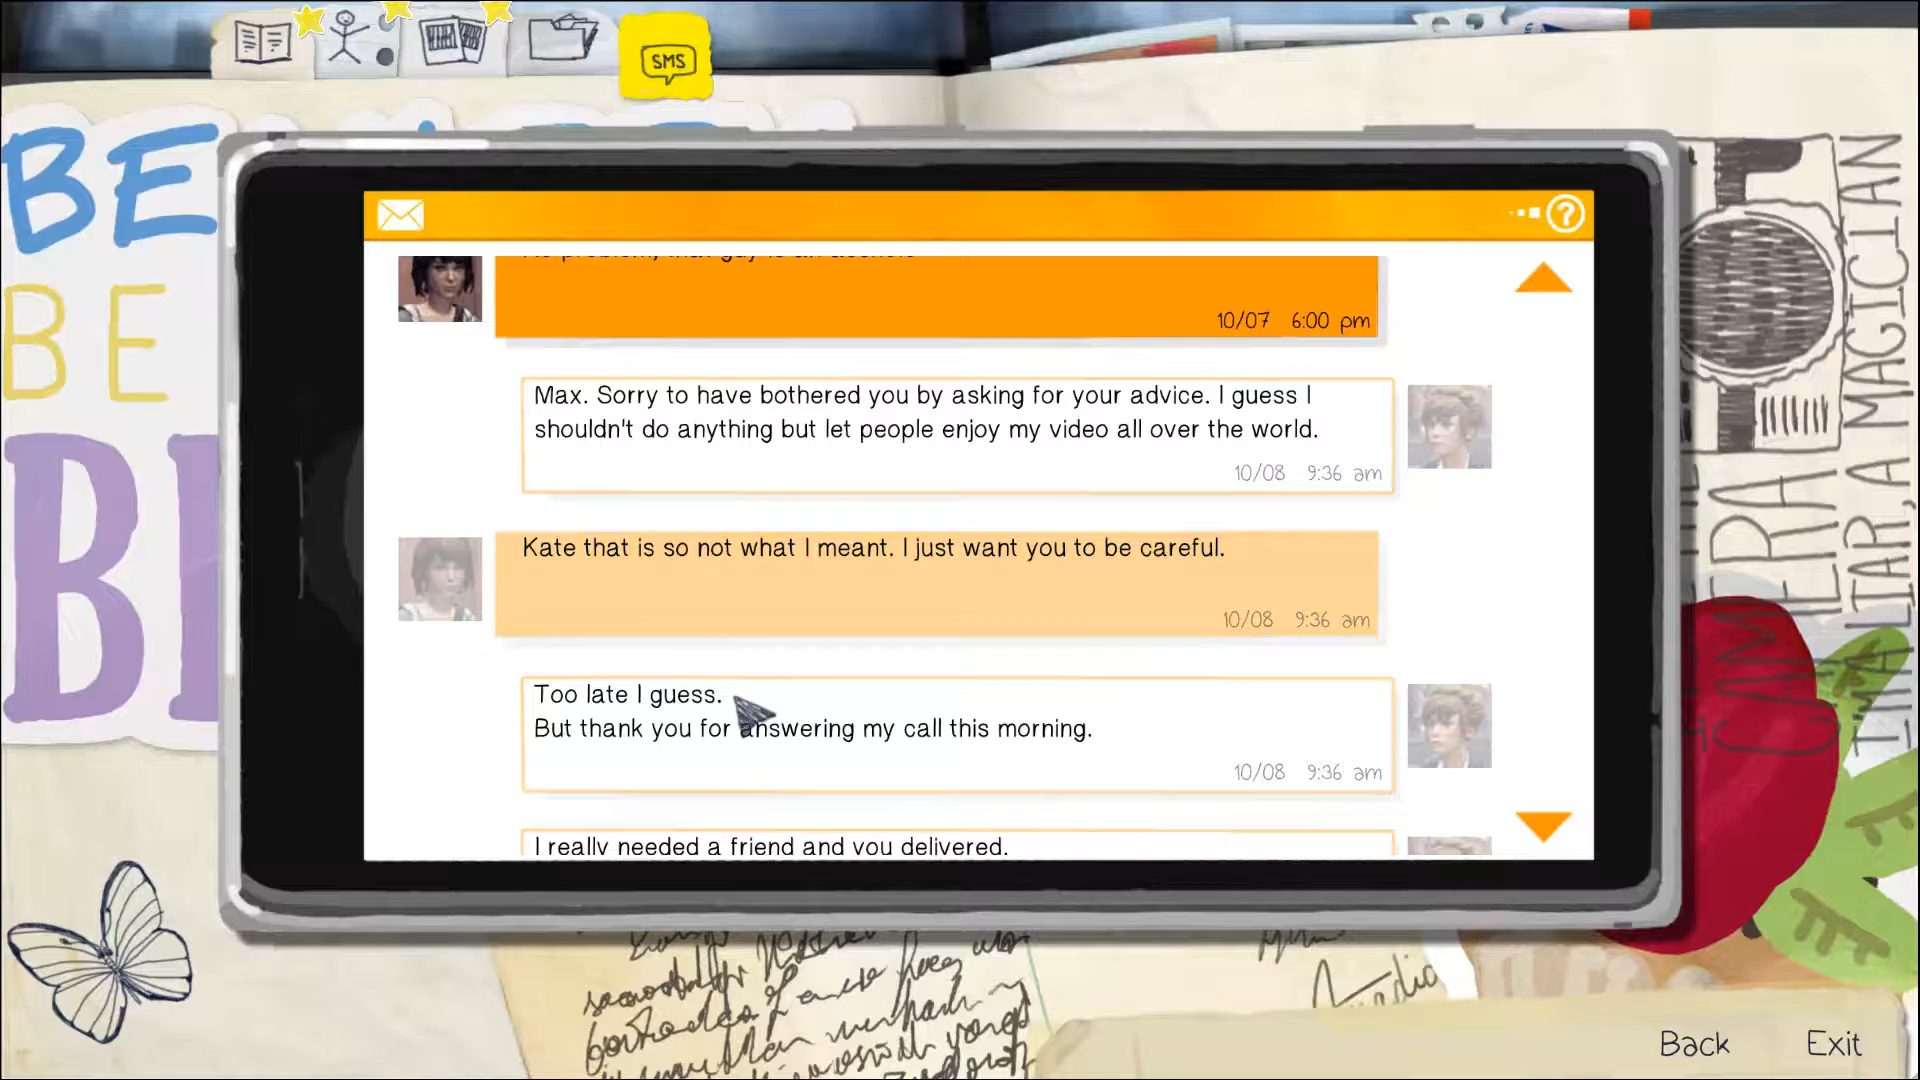 SMS
BE
BE
10/07 6:00 pm
Max. Sorry to have bothered you by asking for your advice. I guess I
shouldn't do anything but let people enjoy my video all over the world.
10/08 9:36 am
Kate that is so not what I meant. I just want you to be careful.
10/08 9:36 am
Too late I guess.
But thank you for answering my call this morning.
10/08 9:36 am
I really needed a friend and you delivered.
CAMERA
LIAR, A MAGICIAN
Back
Exit